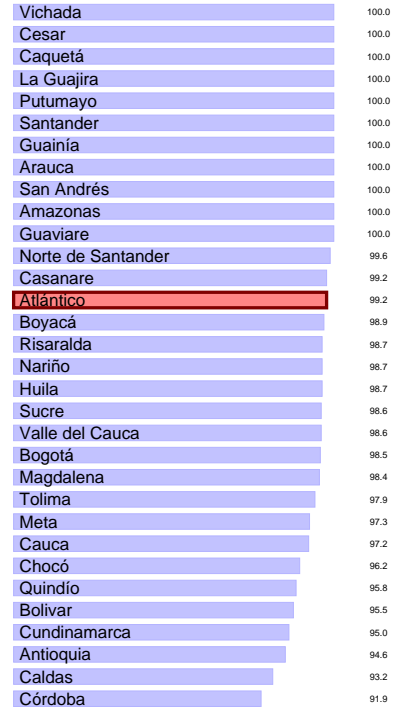 Vichada 100.0
Cesar 100.0
Caquetá 100.0
La Guajira 100.0
Putumayo 100.0
Santander 100.0
Guainía 100.0
Arauca 100.0
San Andrés 100.0
Amazonas 100.0
Guaviare 100.0
Norte de Santander 99.6
Casanare 99.2
Atlántico 99.2
Boyacá 98.9
Risaralda 98.7
Nariño 98.7
Huila 98.7
Sucre 98.6
Valle del Cauca 98.6
Bogotá 98.5
Magdalena 98.4
Tolima 97.9
Meta 97.3
Cauca 97.2
Chocó 96.2
Quindío 95.8
Bolivar 95.5
Cundinamarca 95.0
Antioquia 94.6
Caldas 93.2
Córdoba 91.9